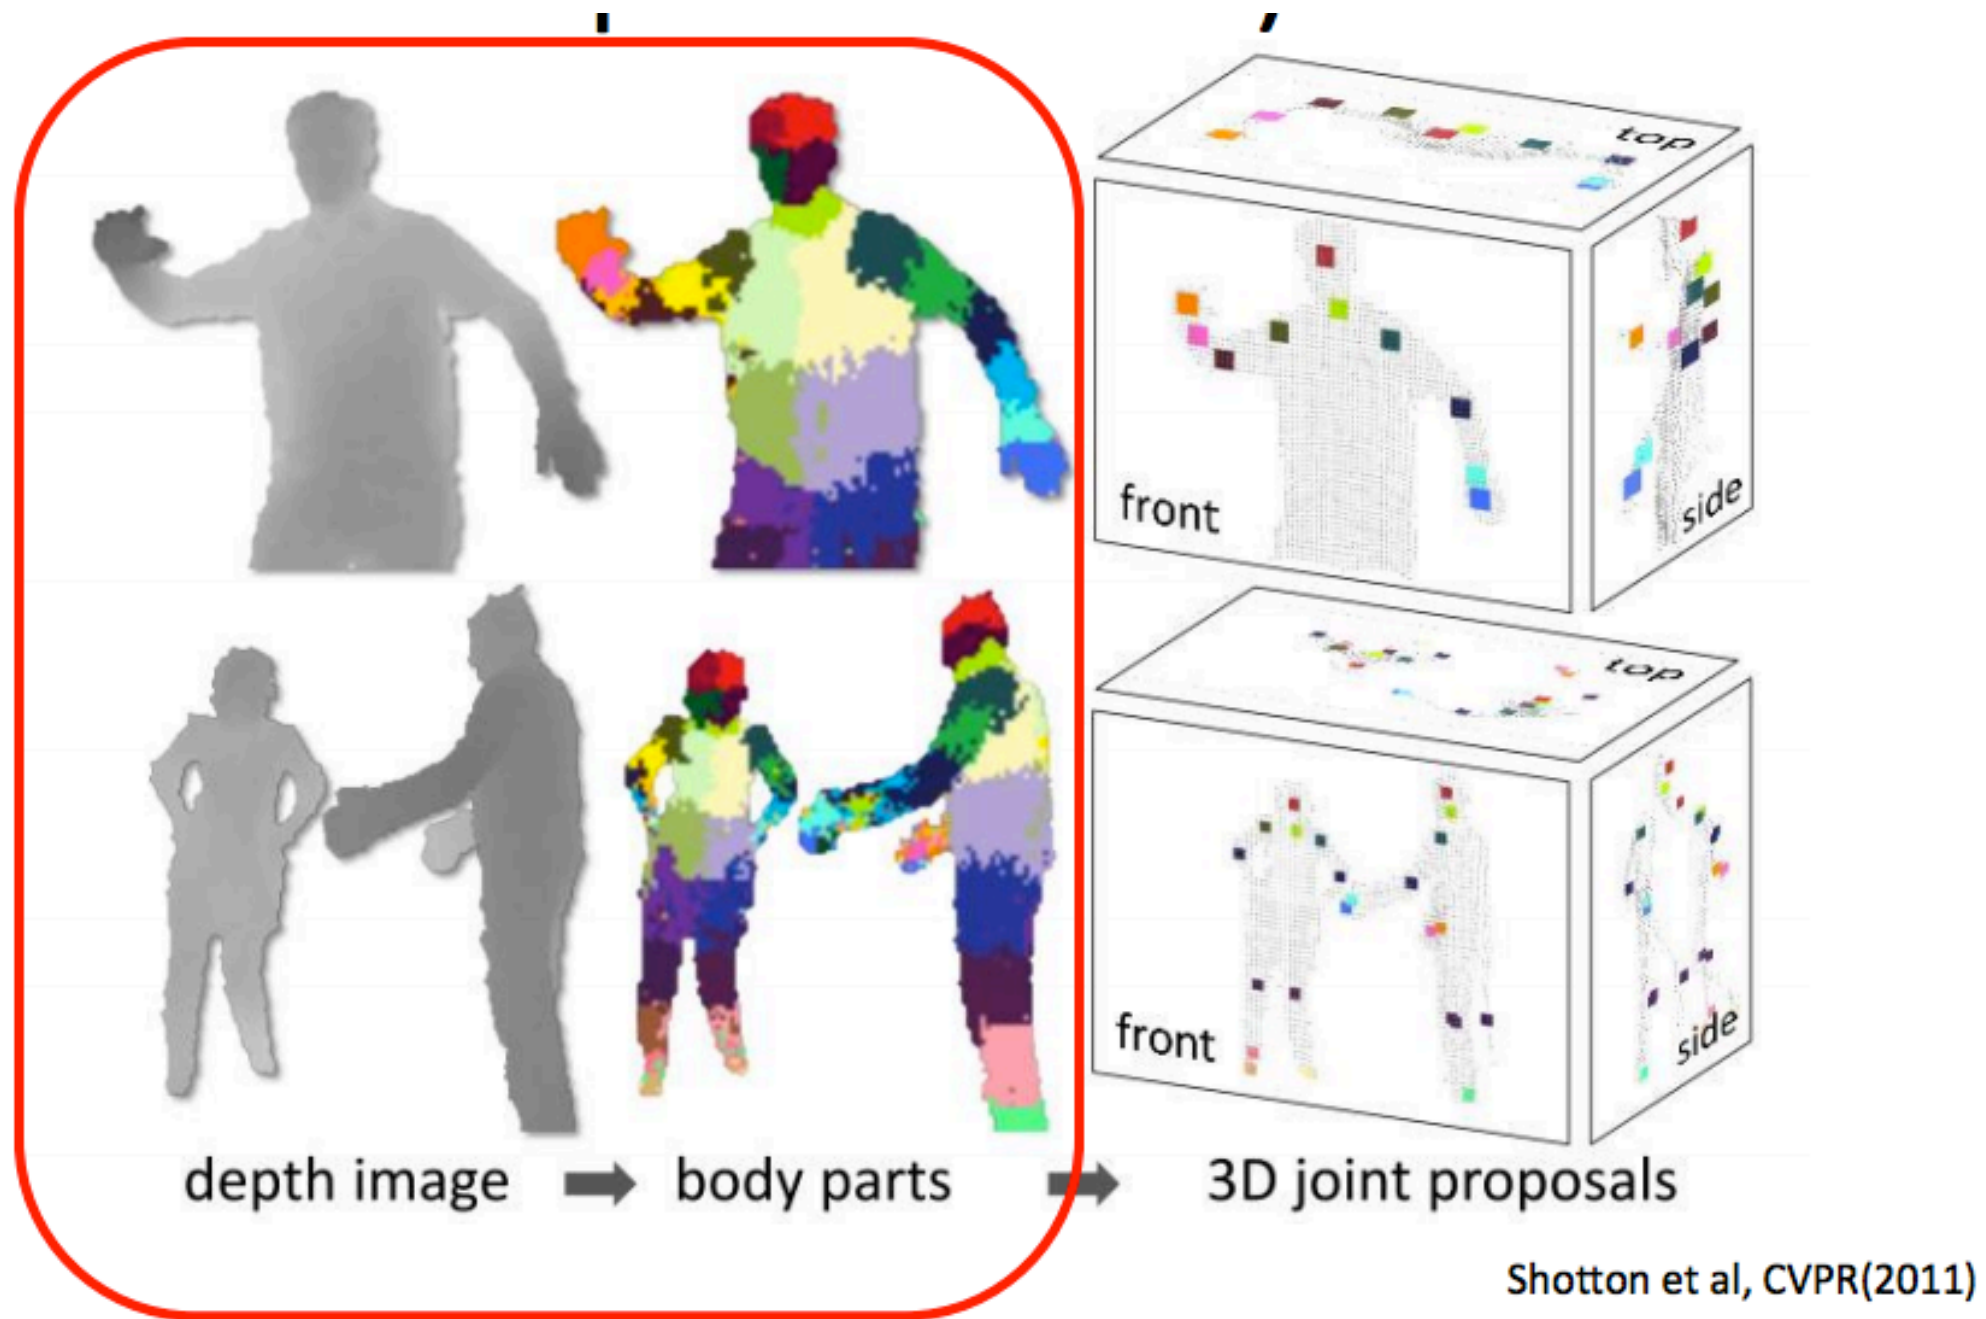 top
front
side
top
front
side
depth image
body parts
3D joint proposals
Shotton et al, CVPR(2011)